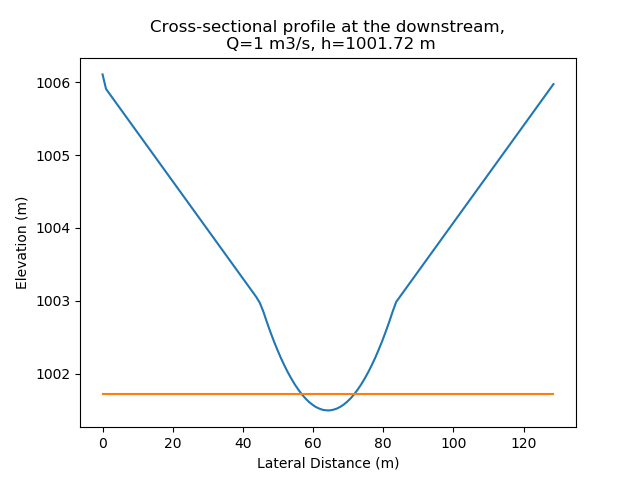 Cross-sectional profile at the downstream,
Q=1 m3/s, h=1001.72 m
1006
1005
1004
1003
1002
Elevation (m)
0 20 40 60 80 100 120
Lateral Distance (m)